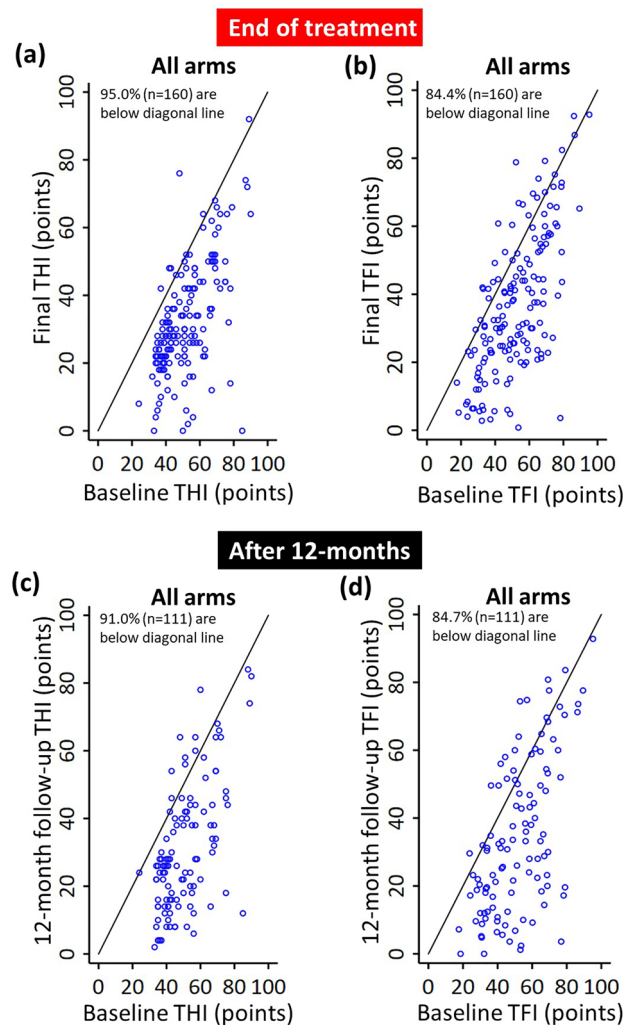 End of treatment
(a)
All arms
95.0% (n=160) are
below diagonal line
Final THI (points)
0
20
40
60
80
100
0 20 40 60 80 100
Baseline THI (points)
(b)
All arms
84.4% (n=160) are
below diagonal line
Final TFI (points)
0
20
40
60
80
100
0 20 40 60 80 100
Baseline TFI (points)
After 12-months
(c)
All arms
91.0% (n=111) are
below diagonal line
12-month follow-up THI (points)
0
20
40
60
80
100
0 20 40 60 80 100
Baseline THI (points)
(d)
All arms
84.7% (n=111) are
below diagonal line
12-month follow-up TFI (points)
0
20
40
60
80
100
0 20 40 60 80 100
Baseline TFI (points)